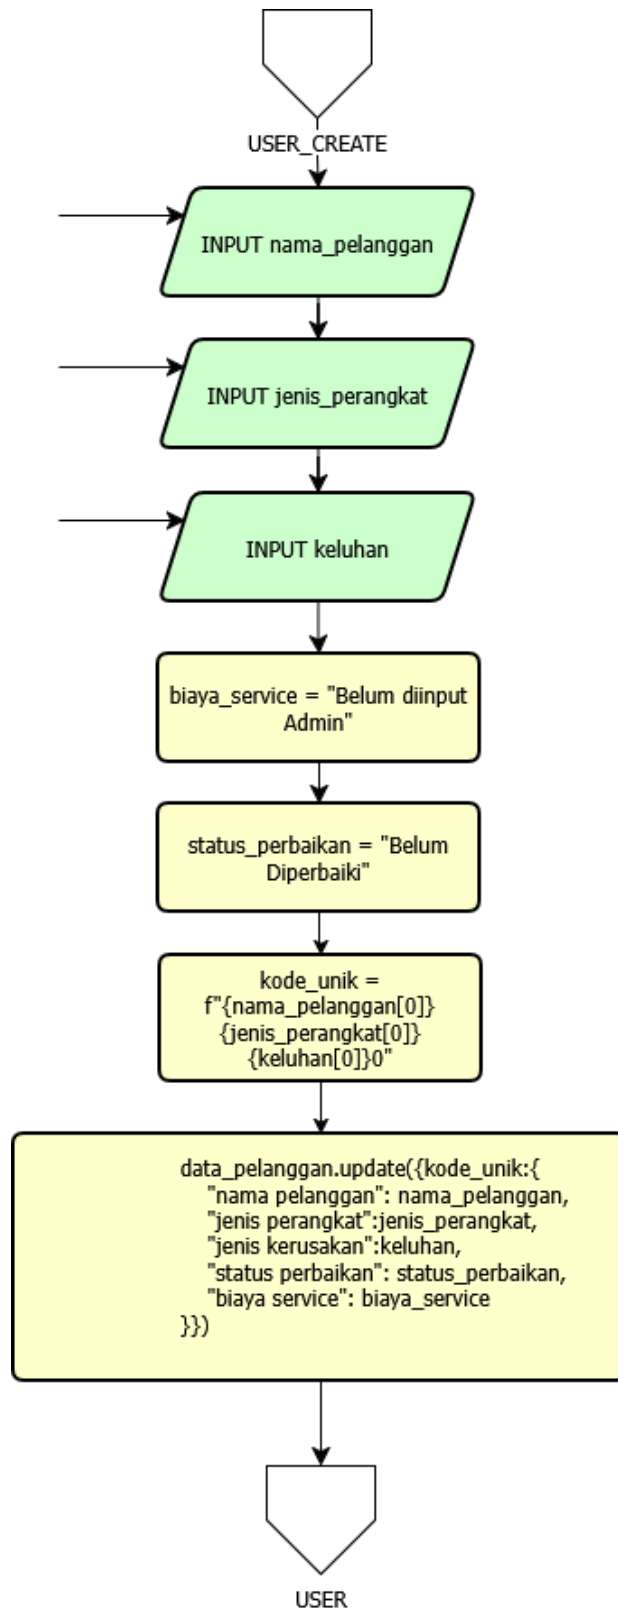 USER_CREATE
INPUT nama_pelanggan
INPUT jenis_perangkat
INPUT keluhan
biaya_service = "Belum diinput
Admin"
status_perbaikan = "Belum
Diperbaiki"
kode_unik =
f"{nama_pelanggan[0]}
{jenis_perangkat[0]}
{keluhan[0]}0"
data_pelanggan.update({kode_unik:{
"nama pelanggan": nama_pelanggan,
"jenis perangkat":jenis_perangkat,
"jenis kerusakan":keluhan,
"status perbaikan": status_perbaikan,
"biaya service": biaya_service
}})
USER